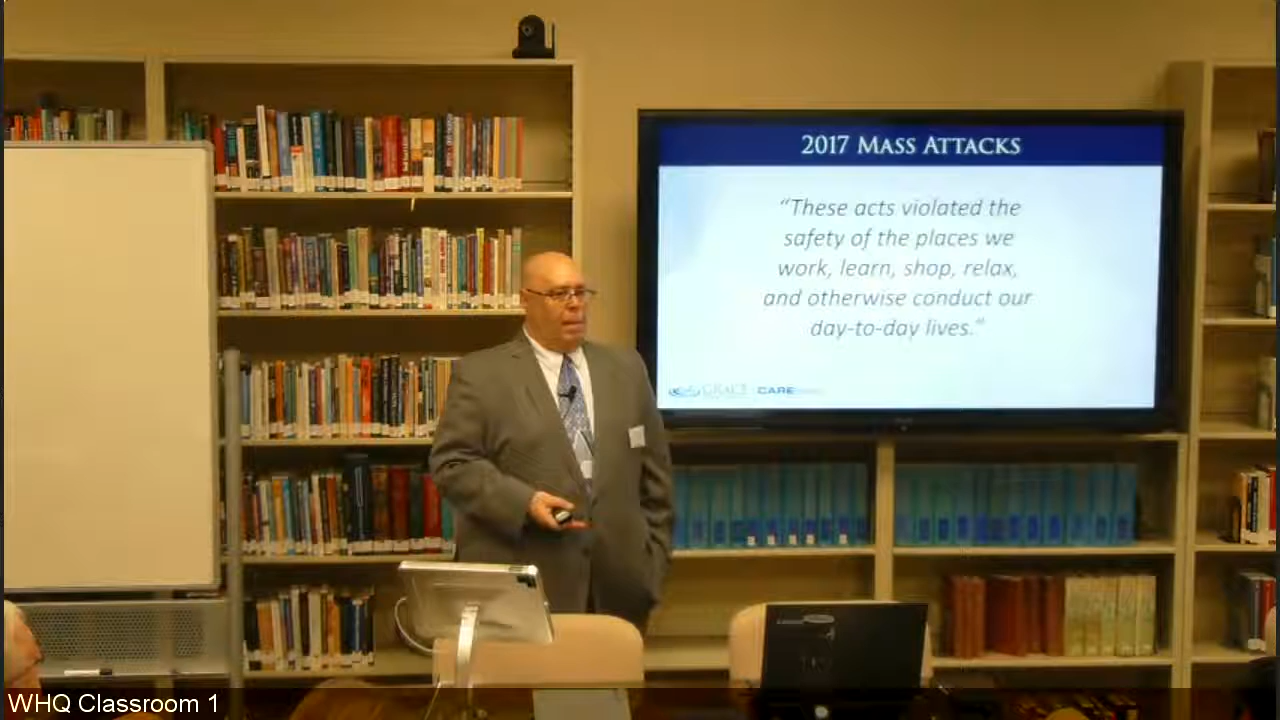 2017 MASS ATTACKS
“These acts violated the
safety of the places we
work, learn, shop, relax,
and otherwise conduct our
day-to-day lives.”
GRACE CARE
WHQ Classroom 1